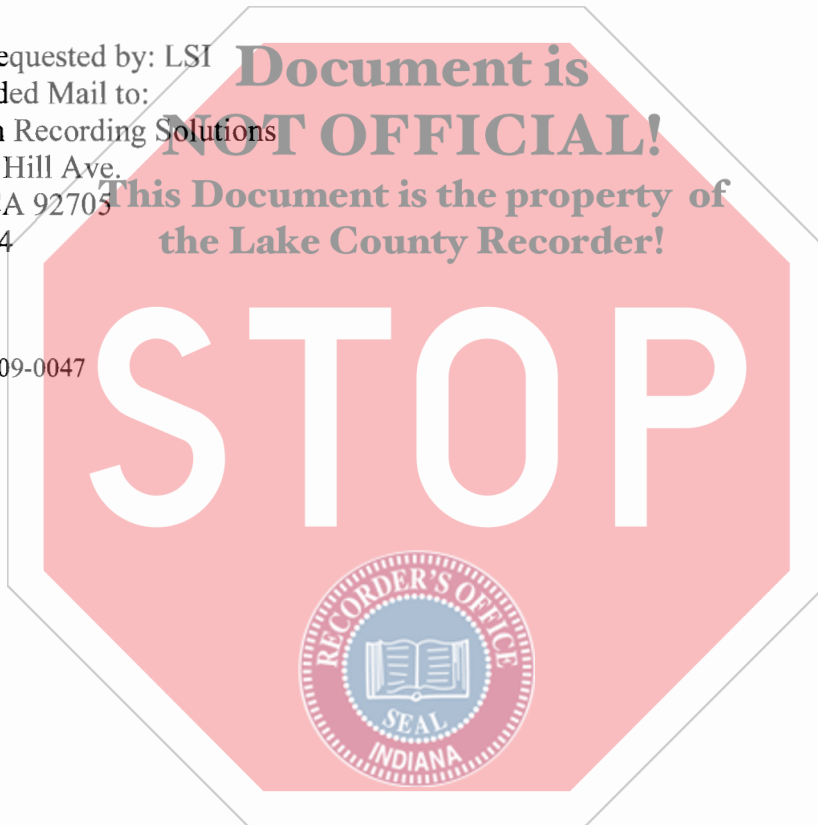 equested by: LSI
ded Mail to:
n Recording Solutions
Hill Ave.
CA 92705
4
09-0047
Document is
NOT OFFICIAL!
This Document is the property of
the Lake County Recorder!
STOP
RECORDER'S OFFICE
SEAL
INDIANA